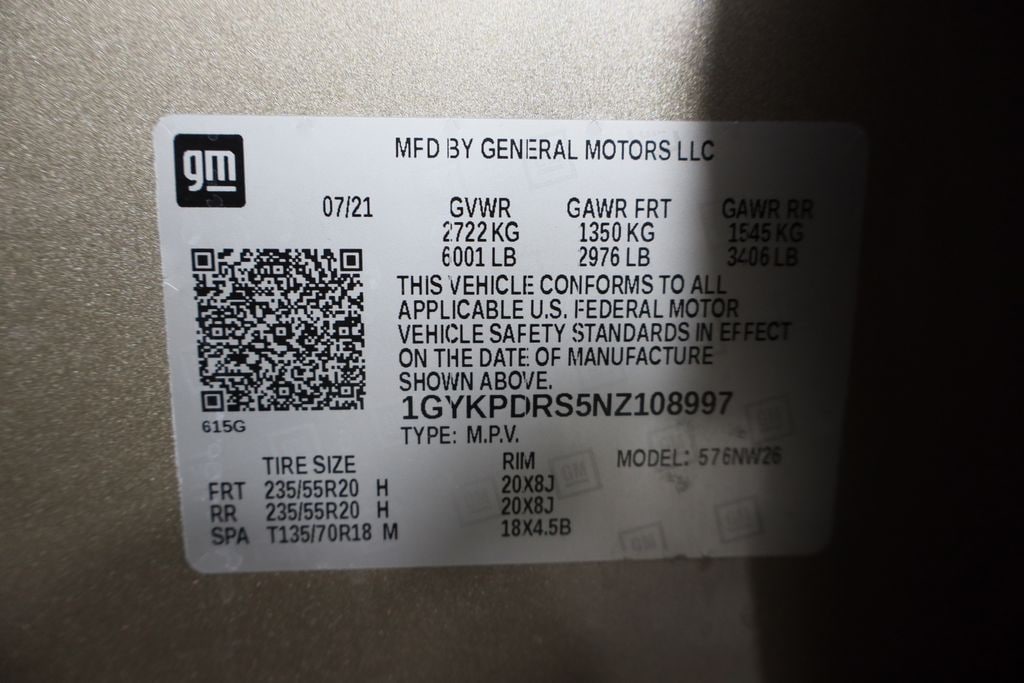 gm
MFD BY GENERAL MOTORS LLC
07/21 GVWR GAWR FRT GAWR RR
2722 KG 1350 KG 1545 KG
6001 LB 2976 LB 3406 LB
THIS VEHICLE CONFORMS TO ALL
APPLICABLE U.S. FEDERAL MOTOR
VEHICLE SAFETY STANDARDS IN EFFECT
ON THE DATE OF MANUFACTURE
SHOWN ABOVE.
1GYKPDRS5NZ108997
615G
TYPE: M.P.V.
TIRE SIZE RIM MODEL: 576NW26
FRT 235/55R20 H 20X8J
RR 235/55R20 H 20X8J
SPA T135/70R18 M 18X4.5B
GM
GM
GM